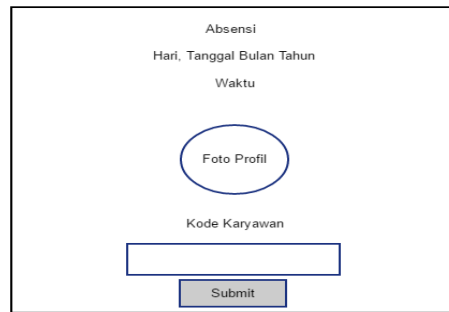 Absensi
Hari, Tanggal Bulan Tahun
Waktu
Foto Profil
Kode Karyawan
Submit